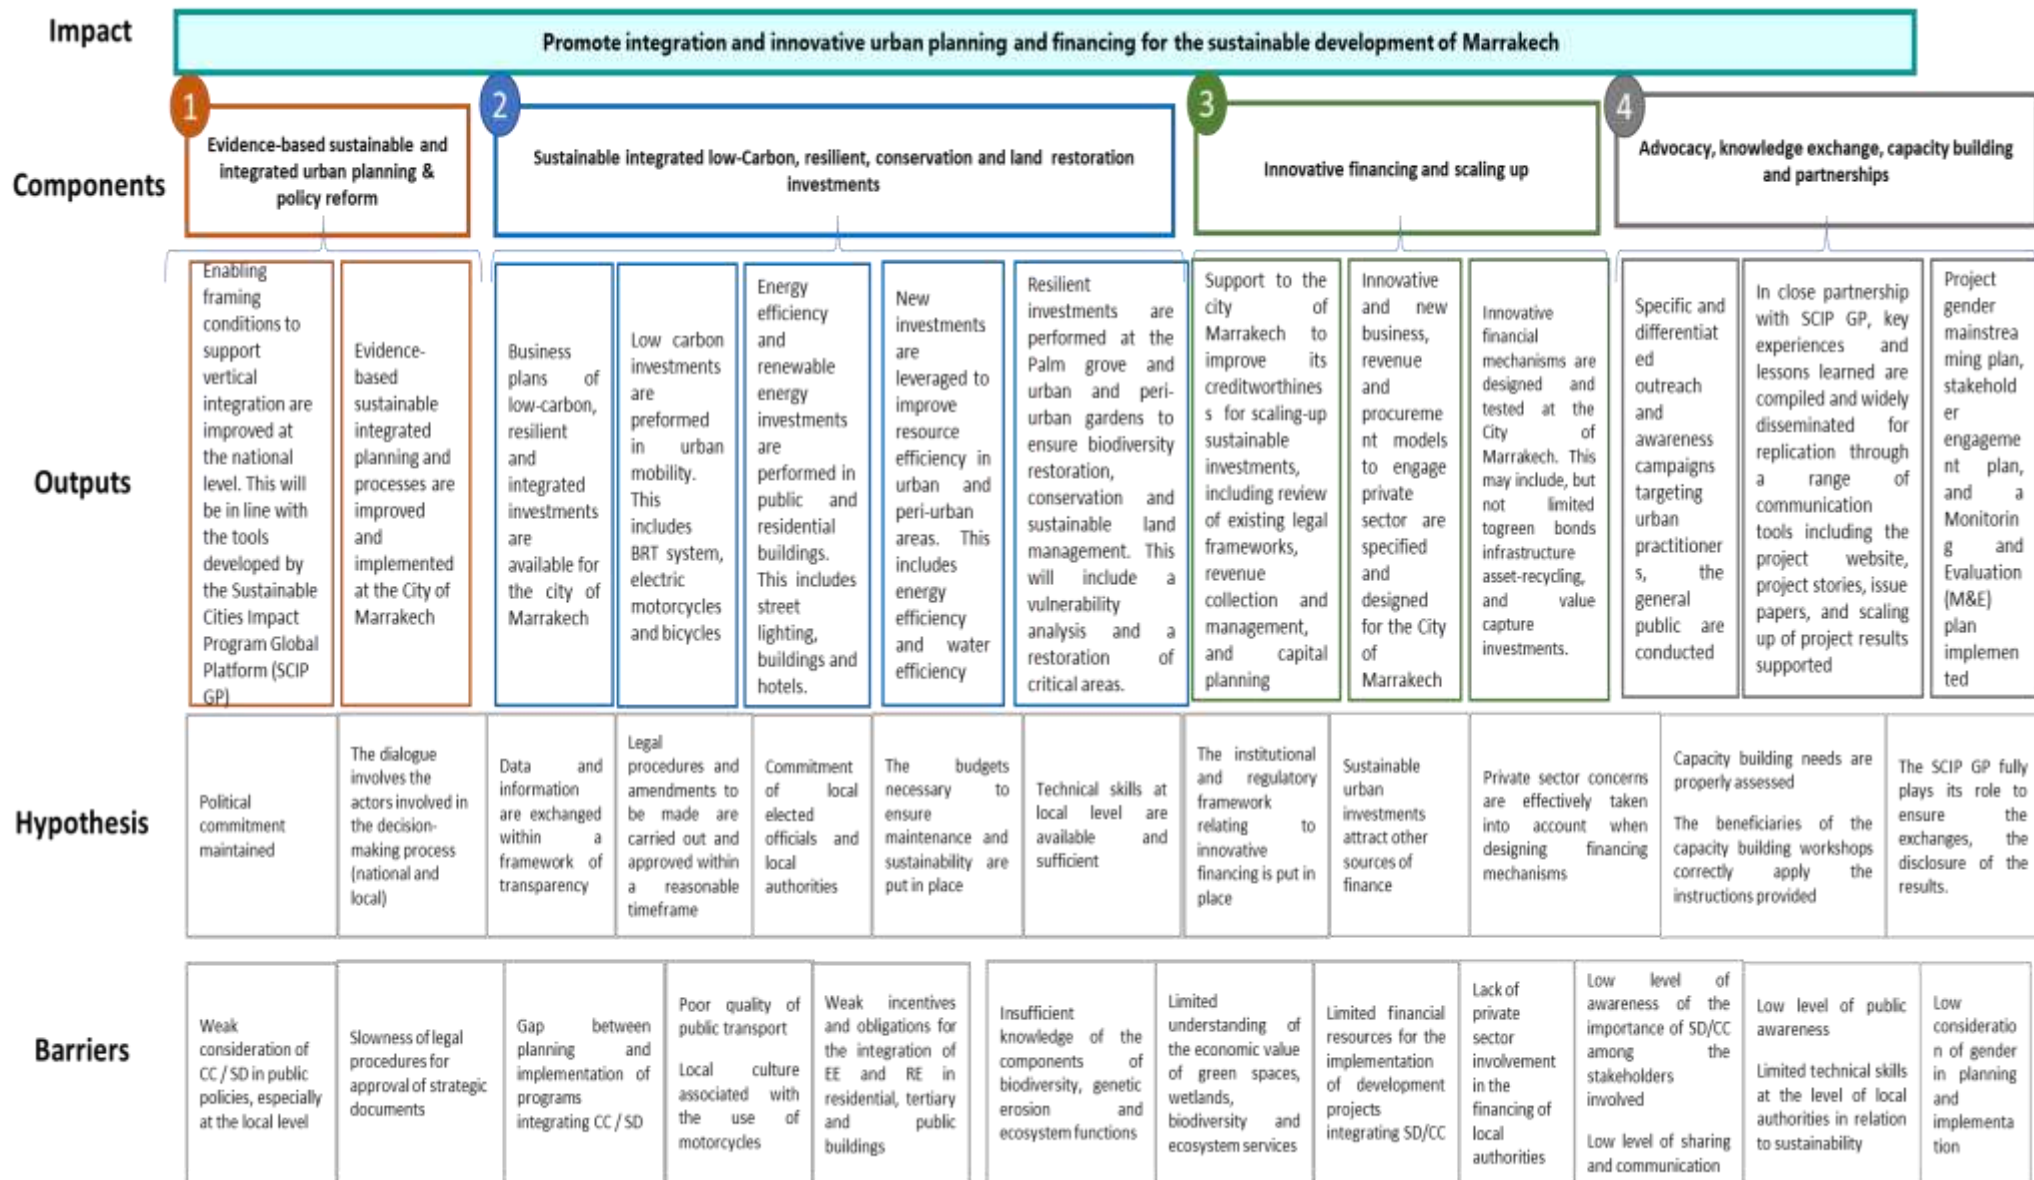 Impact
Promote integration and innovative urban planning and financing for the sustainable development of Marrakech
Components
1
Evidence-based sustainable and
integrated urban planning &
policy reform
2
Sustainable integrated low-Carbon, resilient, conservation and land restoration
investments
3
Innovative financing and scaling up
4
Advocacy, knowledge exchange, capacity building
and partnerships
Outputs
Enabling
framing
conditions to
support
vertical
integration are
improved at
the national
level. This will
be in line with
the tools
developed by
the Sustainable
Cities Impact
Program Global
Platform (SCIP
GP)
Evidence-
based
sustainable
integrated
planning and
processes are
improved
and
implemented
at the City of
Marrakech
Business
plans of
low-carbon,
resilient
and
integrated
investments
are
available for
the city of
Marrakech
Low carbon
investments
are
preformed
in urban
mobility.
This
includes
BRT system,
electric
motorcycles
and bicycles
Energy
efficiency
and
renewable
energy
investments
are
performed in
public and
residential
buildings.
This includes
street
lighting,
buildings and
hotels.
New
investments
are
leveraged to
improve
resource
efficiency in
urban and
peri-urban
areas. This
includes
energy
efficiency
and water
efficiency
Resilient
investments are
performed at the
Palm grove and
urban and peri-
urban gardens to
ensure biodiversity
restoration,
conservation and
sustainable land
management. This
will include a
vulnerability
analysis and a
restoration of
critical areas.
Support to the
city of
Marrakech to
improve its
creditworthines
s for scaling-up
sustainable
investments,
including review
of existing legal
frameworks,
revenue
collection and
management,
and capital
planning
Innovative
and new
business,
revenue
and
procureme
nt models
to engage
private
sector are
specified
and
designed
for the City
of
Marrakech
Innovative
financial
mechanisms are
designed and
tested at the
City of
Marrakech. This
may include, but
not limited
togreen bonds
infrastructure
asset-recycling,
and value
capture
investments.
Specific and
differentiat
ed
outreach
and
awareness
campaigns
targeting
urban
practitioner
s, the
general
public are
conducted
In close partnership
with SCIP GP, key
experiences and
lessons learned are
compiled and widely
disseminated for
replication through
a range of
communication
tools including the
project website,
project stories, issue
papers, and scaling
up of project results
supported
Project
gender
mainstrea
ming plan,
stakehold
er
engageme
nt plan,
and a
Monitorin
g and
Evaluation
(M&E)
plan
implemen
ted
Hypothesis
Political
commitment
maintained
The dialogue
involves the
actors involved in
the decision-
making process
(national and
local)
Data and
information
are exchanged
within a
framework of
transparency
Legal
procedures and
amendments to
be made are
carried out and
approved within
a reasonable
timeframe
Commitment
of local
elected
officials and
local
authorities
The budgets
necessary to
ensure
maintenance and
sustainability are
put in place
Technical skills at
local level are
available and
sufficient
The institutional
and regulatory
framework
relating to
innovative
financing is put in
place
Sustainable
urban
investments
attract other
sources of
finance
Private sector concerns
are effectively taken
into account when
designing financing
mechanisms
Capacity building needs are
properly assessed
The beneficiaries of the
capacity building workshops
correctly apply the
instructions provided
The SCIP GP fully
plays its role to
ensure the
exchanges, the
disclosure of the
results.
Barriers
Weak
consideration of
CC / SD in public
policies, especially
at the local level
Slowness of legal
procedures for
approval of strategic
documents
Gap between
planning and
implementation of
programs
integrating CC / SD
Poor quality of
public transport
Local culture
associated with
the use of
motorcycles
Weak incentives
and obligations for
the integration of
EE and RE in
residential, tertiary
and public
buildings
Insufficient
knowledge of the
components of
biodiversity, genetic
erosion and
ecosystem functions
Limited
understanding of
the economic value
of green spaces,
wetlands,
biodiversity and
ecosystem services
Limited financial
resources for the
implementation
of development
projects
integrating SD/CC
Lack of
private
sector
involvement
in the
financing of
local
authorities
Low level of
awareness of the
importance of SD/CC
among the
stakeholders
involved
Low level of sharing
and communication
Low level of public
awareness
Limited technical skills
at the level of local
authorities in relation
to sustainability
Low
consideratio
n of gender
in planning
and
implementa
tion